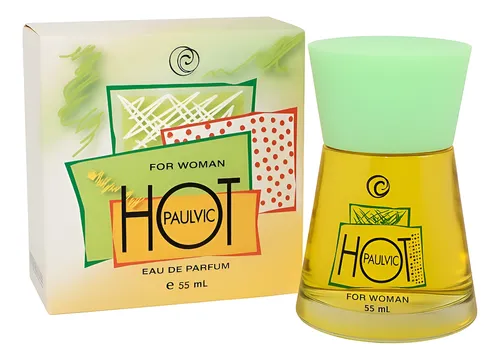 FOR WOMAN
HOT
PAULVIC
EAU DE PARFUM
e 55 mL
HOT
PAULVIC
FOR WOMAN
55 mL